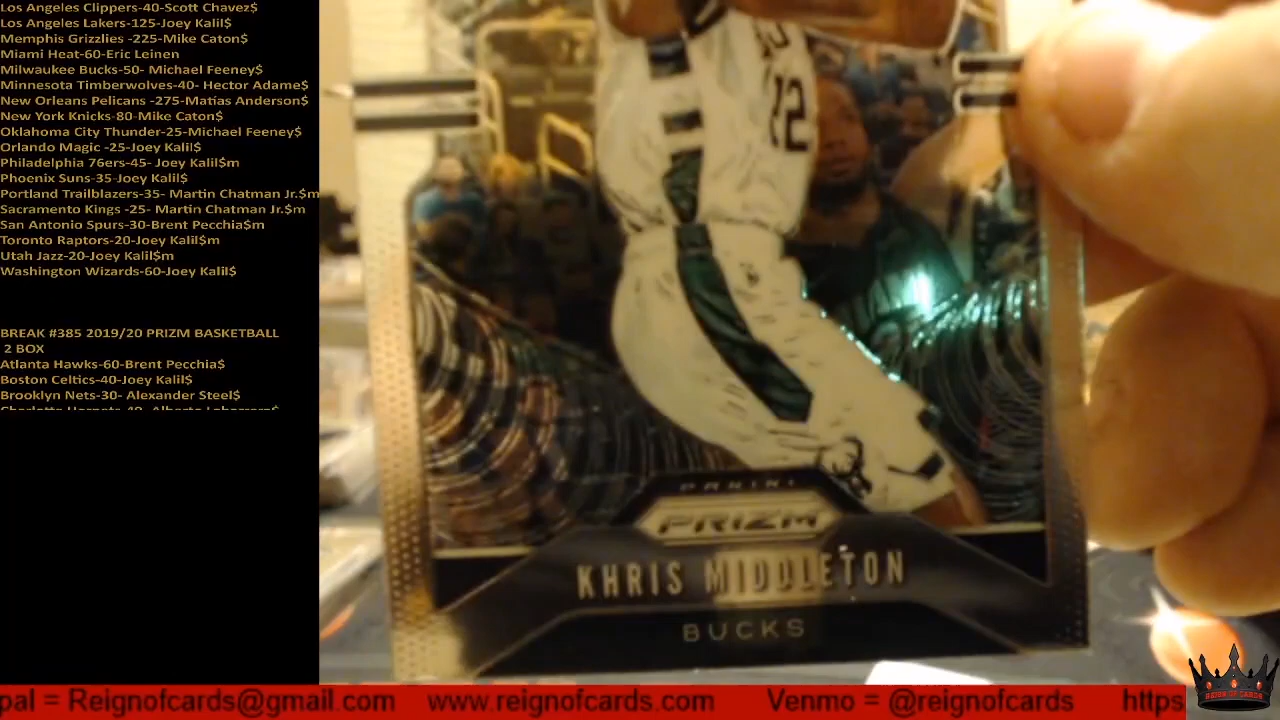 Los Angeles Clippers-40-Scott Chavez$
Los Angeles Lakers-125-Joey Kalil$
Memphis Grizzlies -225-Mike Caton$
Miami Heat-60-Eric Leinen
Milwaukee Bucks-50- Michael Feeney$
Minnesota Timberwolves-40- Hector Adame$
New Orleans Pelicans -275-Matias Anderson$
New York Knicks-80-Mike Caton$
Oklahoma City Thunder-25-Michael Feeney$
Orlando Magic -25-Joey Kalil$
Philadelphia 76ers-45- Joey Kalil$m
Phoenix Suns-35-Joey Kalil$
Portland Trailblazers-35- Martin Chatman Jr.$m
Sacramento Kings -25- Martin Chatman Jr.$m
San Antonio Spurs-30-Brent Pecchia$m
Toronto Raptors-20-Joey Kalil$m
Utah Jazz-20-Joey Kalil$m
Washington Wizards-60-Joey Kalil$
BREAK #385 2019/20 PRIZM BASKETBALL
2 BOX
Atlanta Hawks-60-Brent Pecchia$
Boston Celtics-40-Joey Kalil$
Brooklyn Nets-30- Alexander Steel$
PANINI
PRIZM
KHRIS MIDDLETON
BUCKS
pal = Reignofcards@gmail.com www.reignofcards.com Venmo = @reignofcards https
REIGN OF CARDS